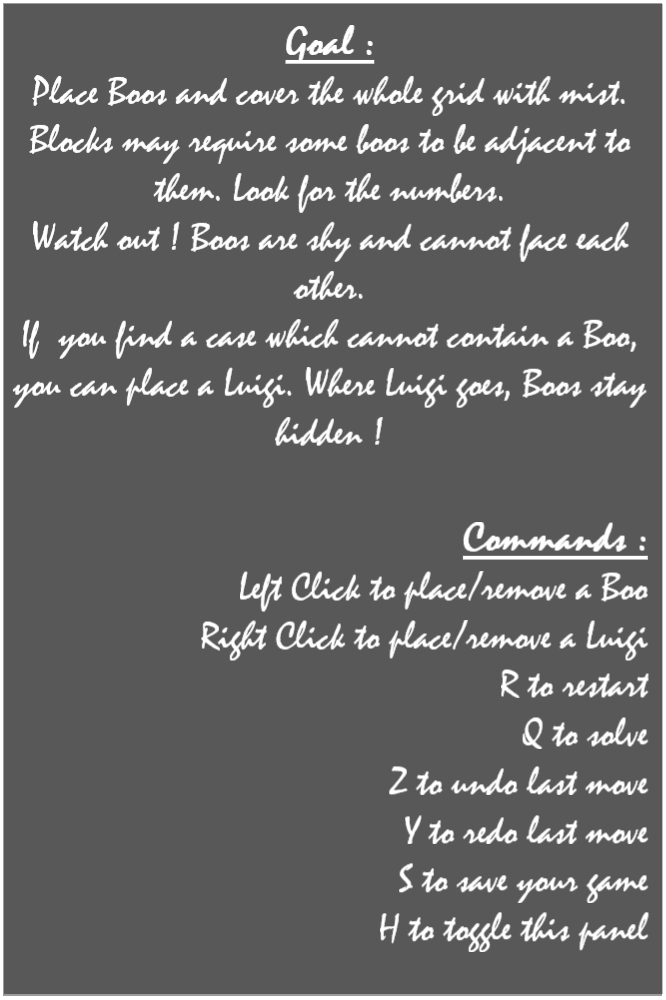 Goal :
Place Boos and cover the whole grid with mist.
Blocks may require some boos to be adjacent to
them. Look for the numbers.
Watch out ! Boos are shy and cannot face each
other.
If you find a case which cannot contain a Boo,
you can place a Luigi. Where Luigi goes, Boos stay
hidden !
Commands :
Left Click to place/remove a Boo
Right Click to place/remove a Luigi
R to restart
Q to solve
Z to undo last move
Y to redo last move
S to save your game
H to toggle this panel